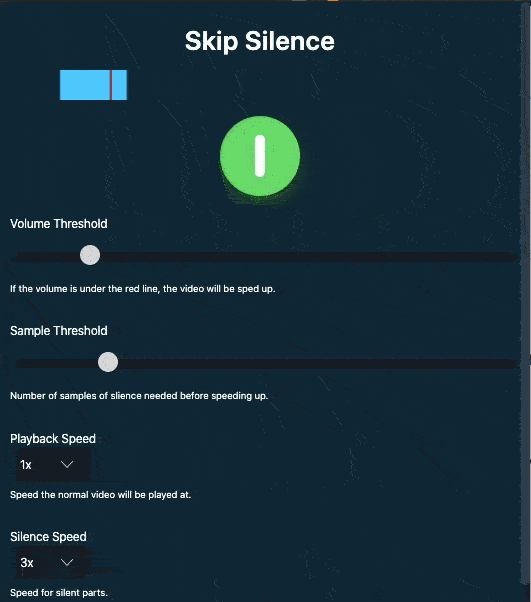 Skip Silence
Volume Threshold
If the volume is under the red line, the video will be sped up.
Sample Threshold
Number of samples of slience needed before speeding up.
Playback Speed
1x
Speed the normal video will be played at.
Silence Speed
3x
Speed for silent parts.